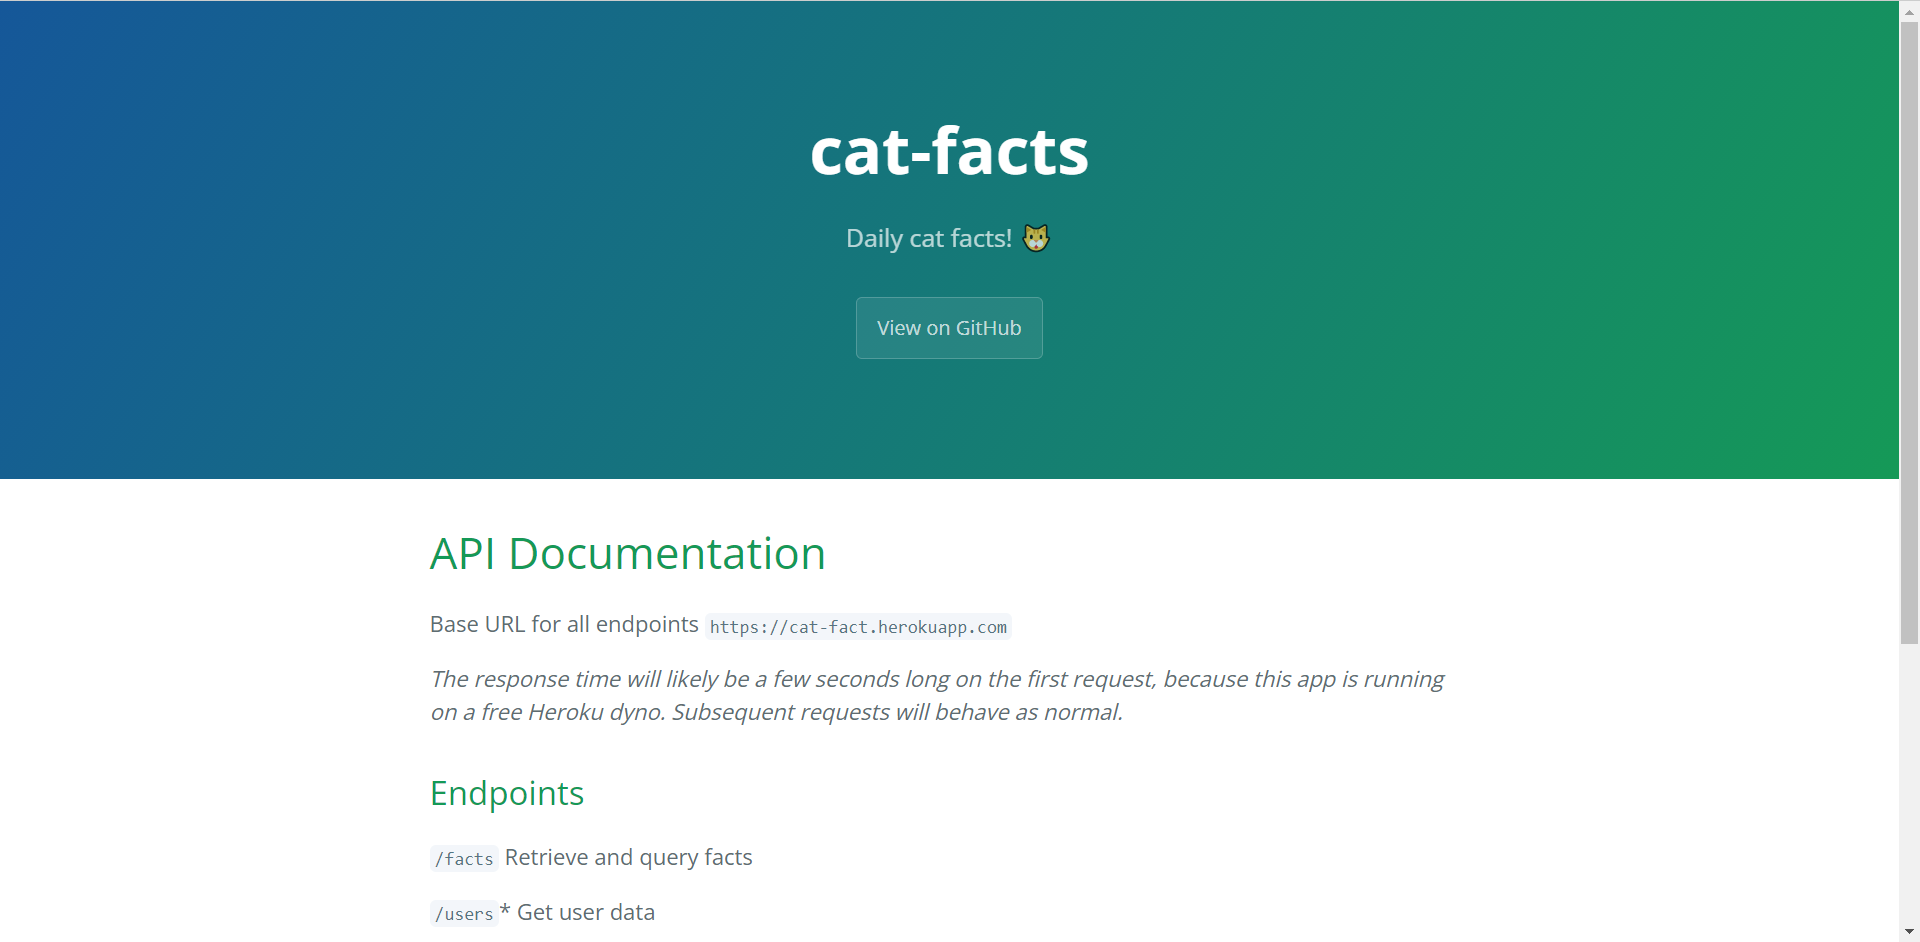 cat-facts
Daily cat facts! 🐱
View on GitHub
API Documentation
Base URL for all endpoints https://cat-fact.herokuapp.com
The response time will likely be a few seconds long on the first request, because this app is running
on a free Heroku dyno. Subsequent requests will behave as normal.
Endpoints
/facts Retrieve and query facts
/users* Get user data